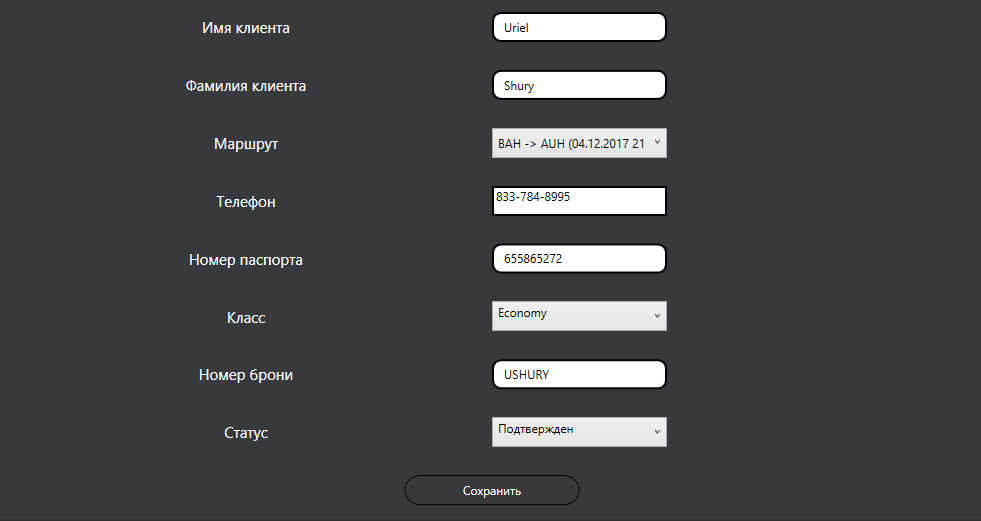 Имя клиента Uriel
Фамилия клиента Shury
Маршрут BAH -> AUH (04.12.2017 21
Телефон 833-784-8995
Номер паспорта 655865272
Класс Economy
Номер брони USHURY
Статус Подтвержден
Сохранить